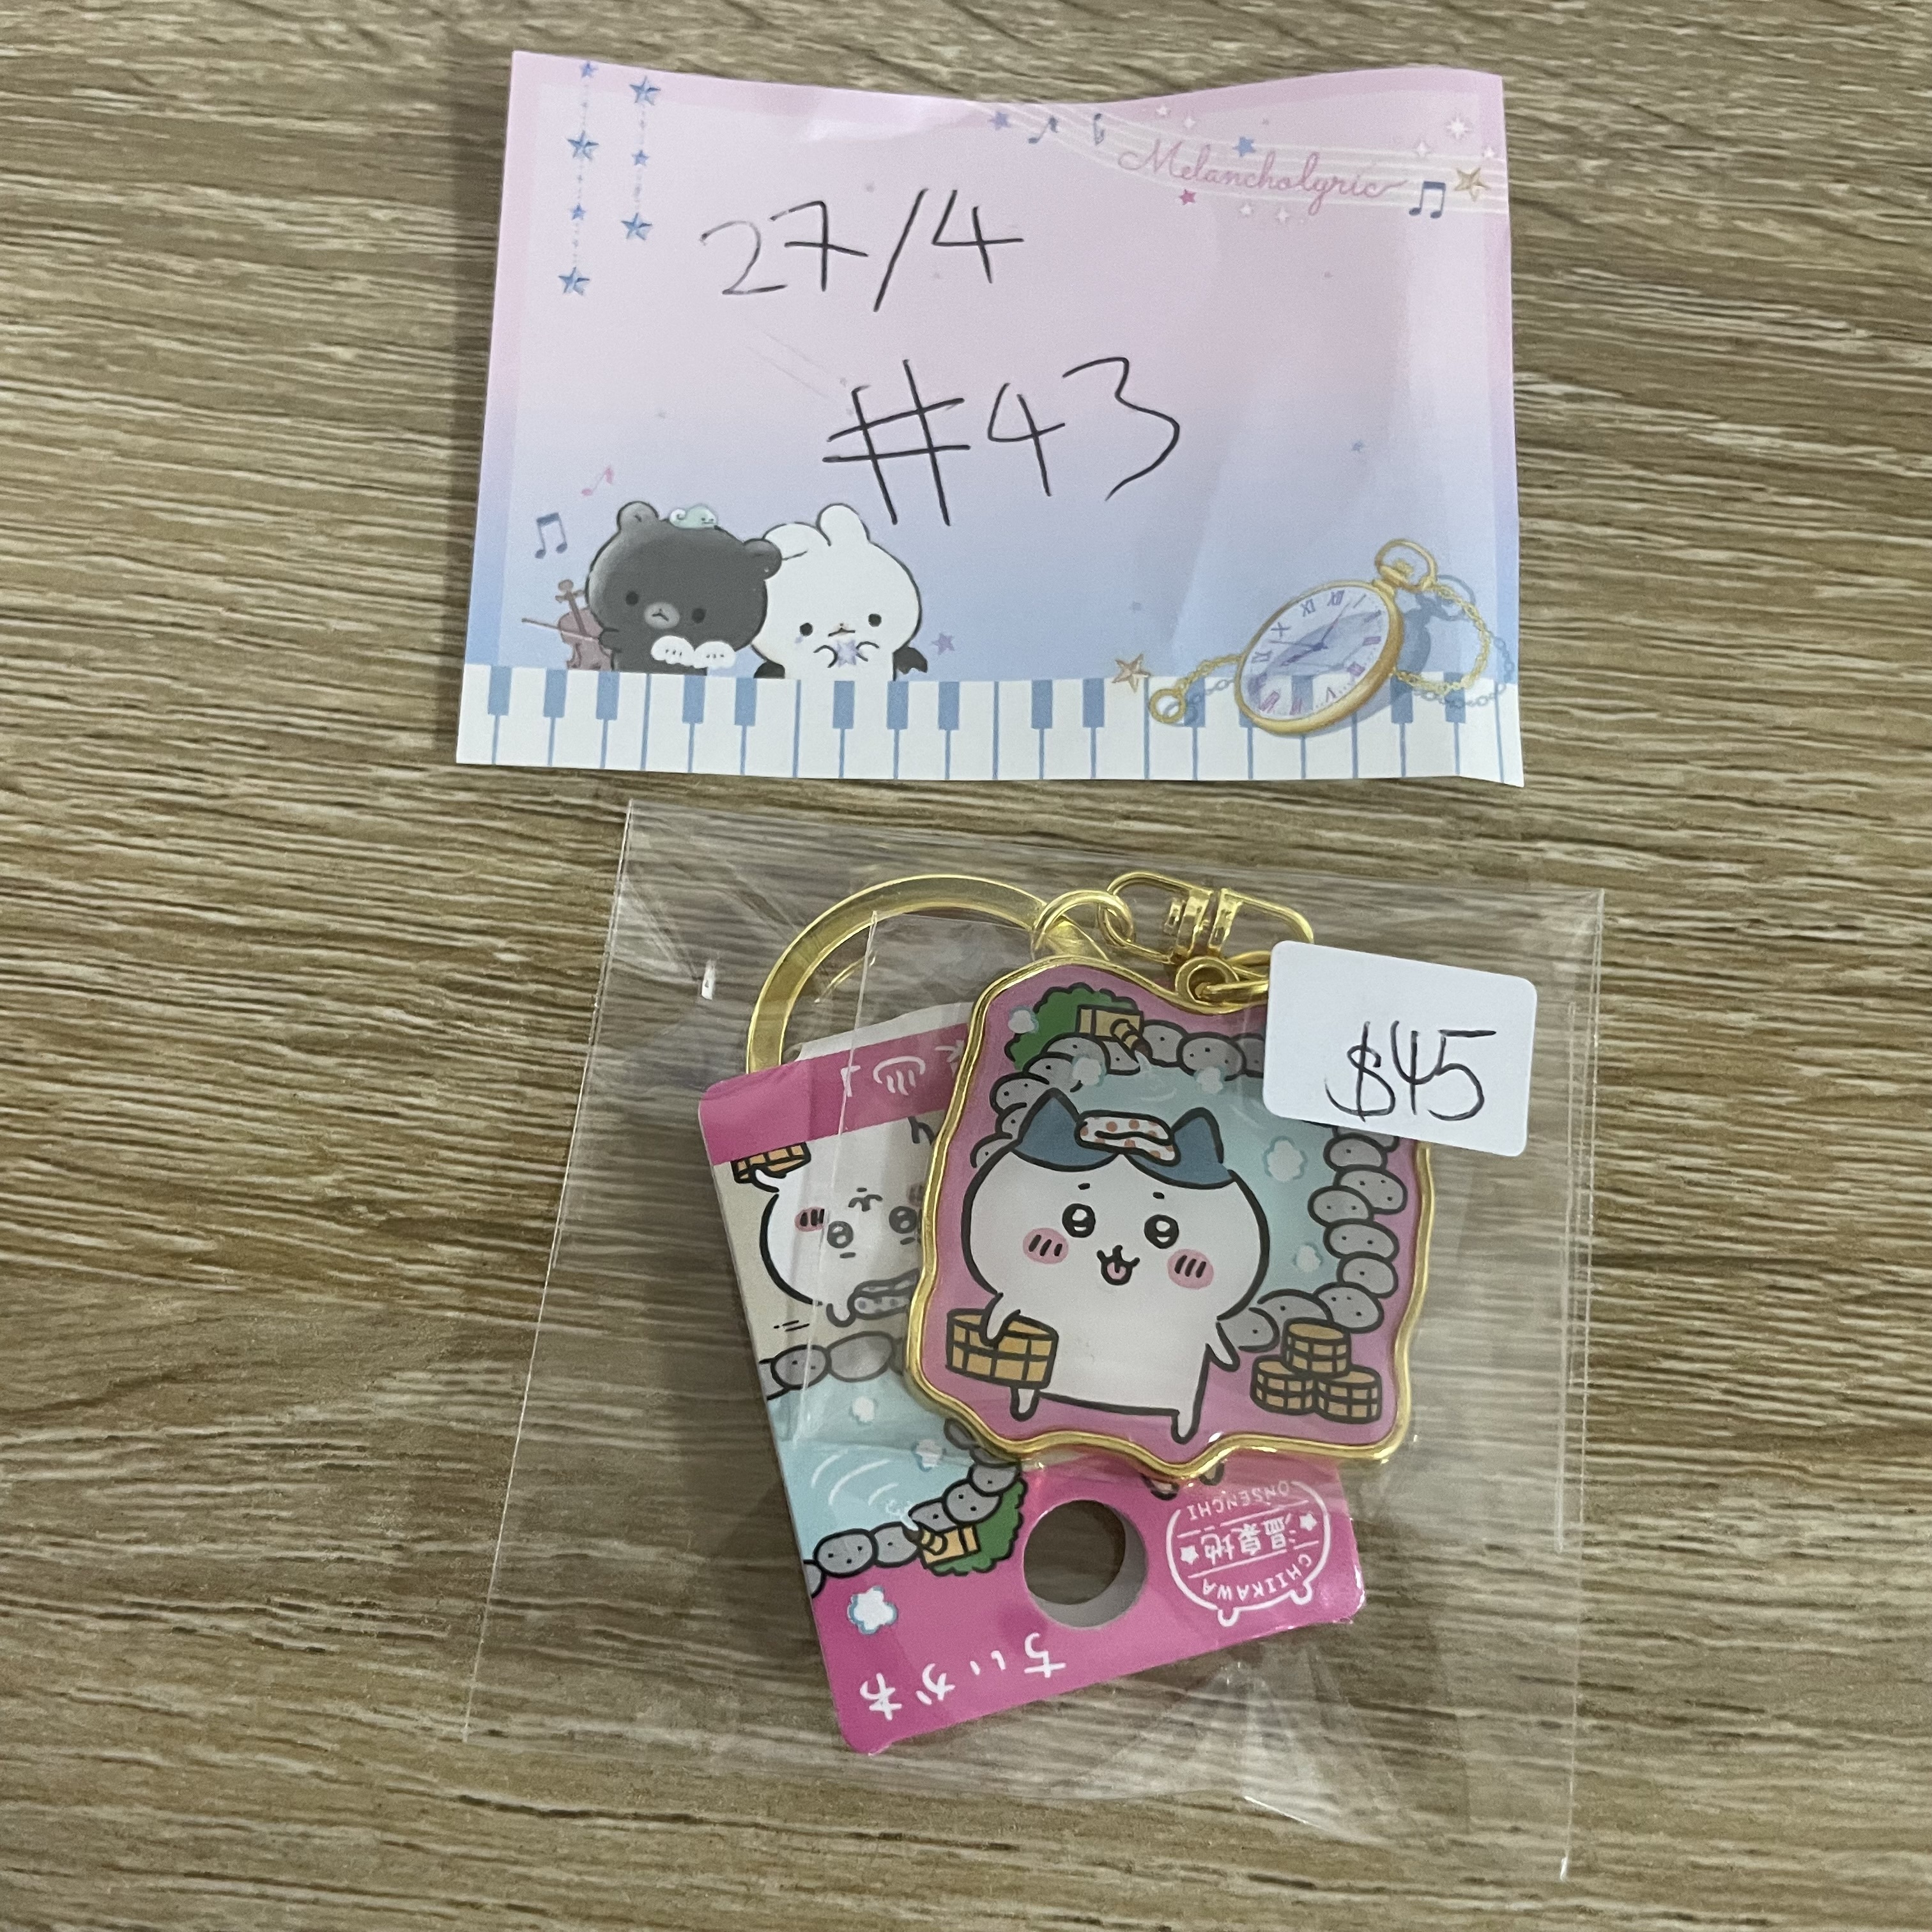 Melancholyric
27/4
#43
$45
ONSENCHI
温泉地
CHIIKAWA
ちいかわ